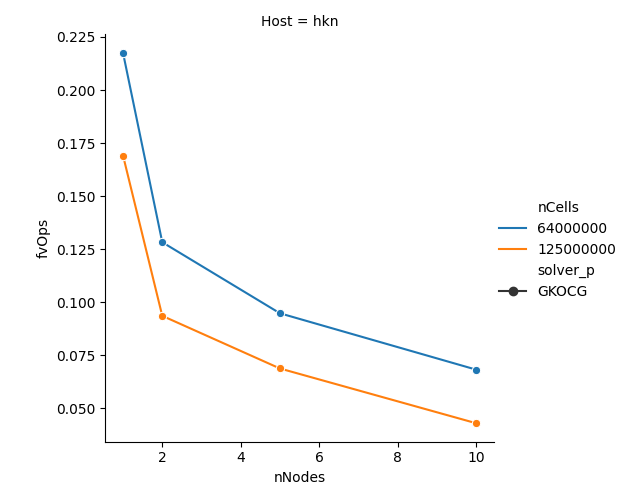 Host = hkn
0.225
0.200
0.175
0.150
0.125
0.100
0.075
0.050
fvOps
2 4 6 8 10
nNodes
nCells
64000000
125000000
solver_p
GKOCG